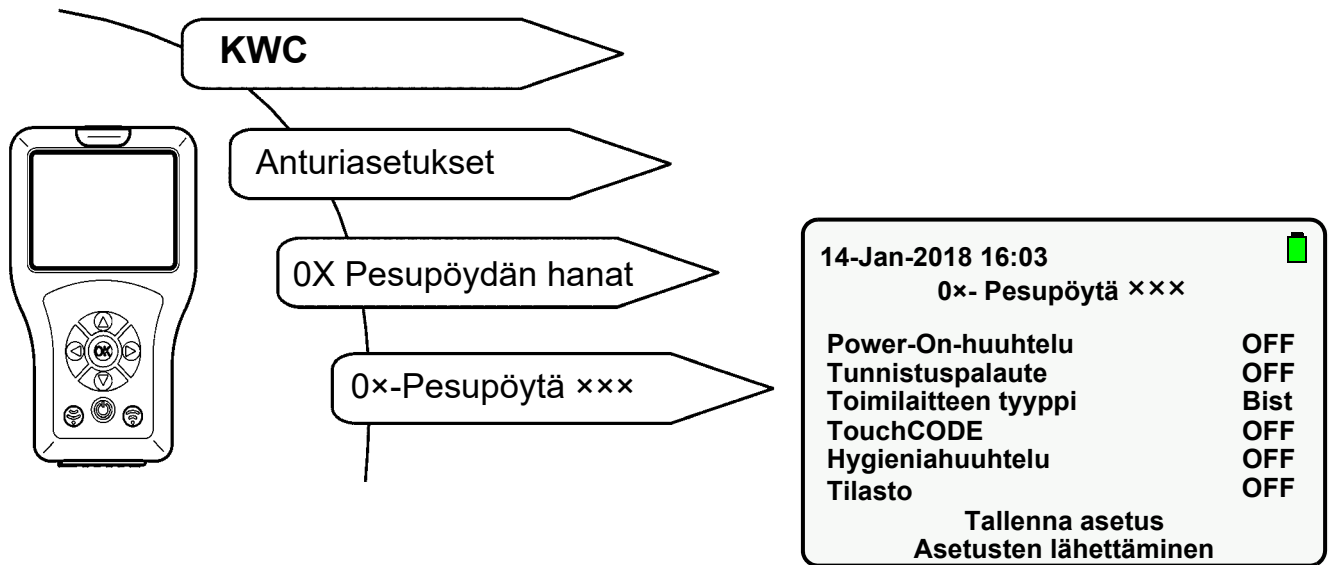 KWC
Anturiasetukset
0X Pesupöydän hanat
0×-Pesupöytä ×××
OK
14-Jan-2018 16:03
0×- Pesupöytä ×××
Power-On-huuhtelu OFF
Tunnistuspalaute OFF
Toimilaitteen tyyppi Bist
TouchCODE OFF
Hygieniahuuhtelu OFF
Tilasto OFF
Tallenna asetus
Asetusten lähettäminen